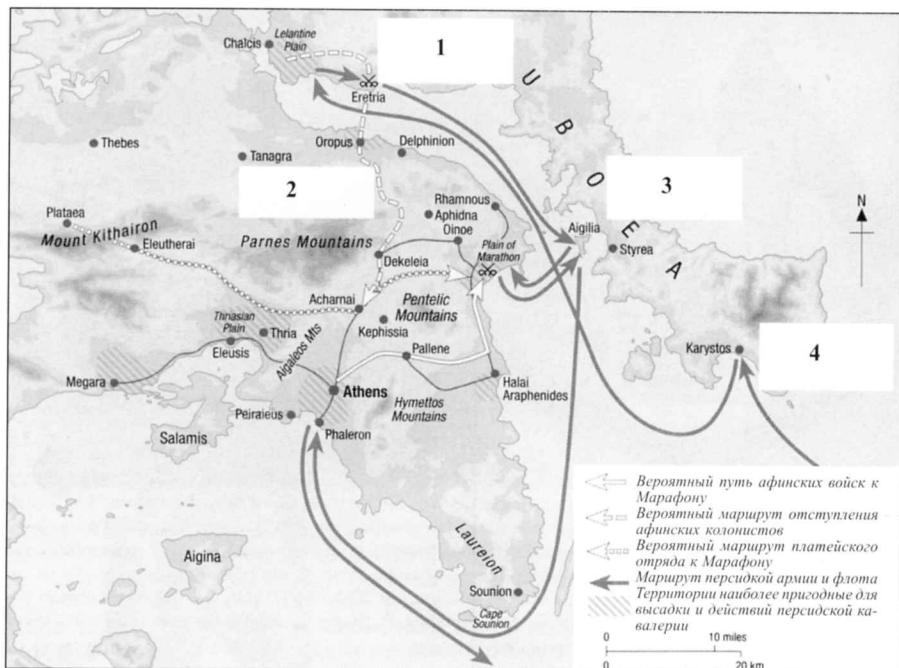 Lelantine
Plain
Chalcis
1
Eretria
U
B
O
E
A
Thebes
Tanagra
Oropus
Delphinion
2
3
Rhamnous
Aphidna
Oinoe
Plain of
Marathon
Aigilia
Styrea
N
Plataea
Mount Kithairon
Eleutherai
Parnes Mountains
Dekeleia
Acharnai
Pentelic
Mountains
Kephissia
Thriasian
Plain
Thria
Eleusis
Aigaleos Mts
Pallene
Karystos
4
Megara
Athens
Halai
Araphenides
Hymettos
Mountains
Peiraieus
Phaleron
Salamis
Aigina
Laureion
Sounion
Cape
Sounion
Вероятный путь афинских войск к
Марафону
Вероятный маршрут отступления
афинских колонистов
Вероятный маршрут платейского
отряда к Марафону
Маршрут персидкой армии и флота
Территории наиболее пригодные для
высадки и действий персидской ка-
валерии
0 10 miles
0 20 km